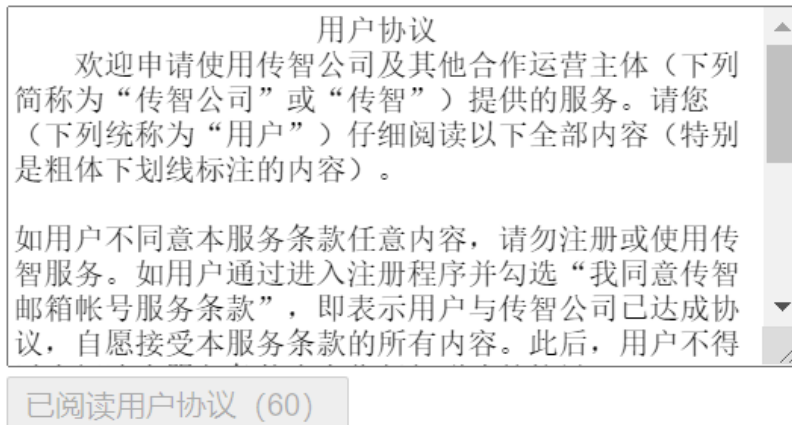 用户协议
欢迎申请使用传智公司及其他合作运营主体（下列
简称为“传智公司”或“传智”）提供的服务。请您
（下列统称为“用户”）仔细阅读以下全部内容（特别
是粗体下划线标注的内容）。
如用户不同意本服务条款任意内容，请勿注册或使用传
智服务。如用户通过进入注册程序并勾选“我同意传智
邮箱帐号服务条款”，即表示用户与传智公司已达成协
议，自愿接受本服务条款的所有内容。此后，用户不得
已阅读用户协议（60）